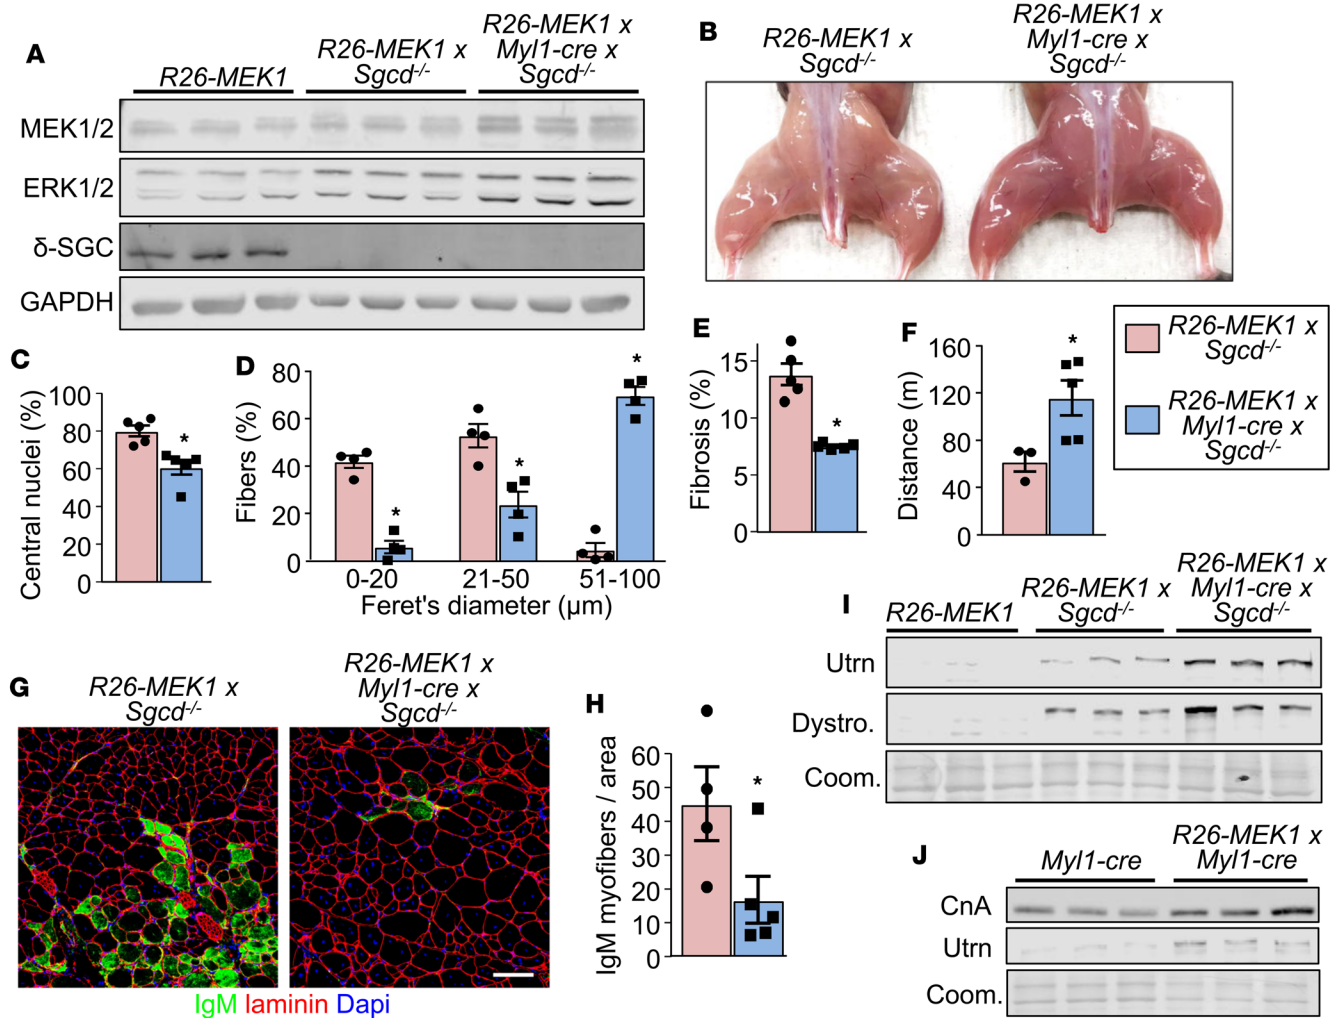 A
R26-MEK1
R26-MEK1 x
Sgcd-/-
R26-MEK1 x
Myl1-cre x
Sgcd-/-
MEK1/2
ERK1/2
δ-SGC
GAPDH
B
R26-MEK1 x
Sgcd-/-
R26-MEK1 x
Myl1-cre x
Sgcd-/-
C
Central nuclei (%)
100
80
60
40
20
0
*
D
Fibers (%)
80
60
40
20
0
*
*
*
0-20
21-50
51-100
Feret's diameter (µm)
E
Fibrosis (%)
15
10
5
0
*
F
Distance (m)
160
120
80
40
0
*
R26-MEK1 x
Sgcd-/-
R26-MEK1 x
Myl1-cre x
Sgcd-/-
G
R26-MEK1 x
Sgcd-/-
R26-MEK1 x
Myl1-cre x
Sgcd-/-
IgM laminin Dapi
H
IgM myofibers / area
60
50
40
30
20
10
0
*
I
R26-MEK1
R26-MEK1 x
Sgcd-/-
R26-MEK1 x
Myl1-cre x
Sgcd-/-
Utrn
Dystro.
Coom.
J
Myl1-cre
R26-MEK1 x
Myl1-cre
CnA
Utrn
Coom.